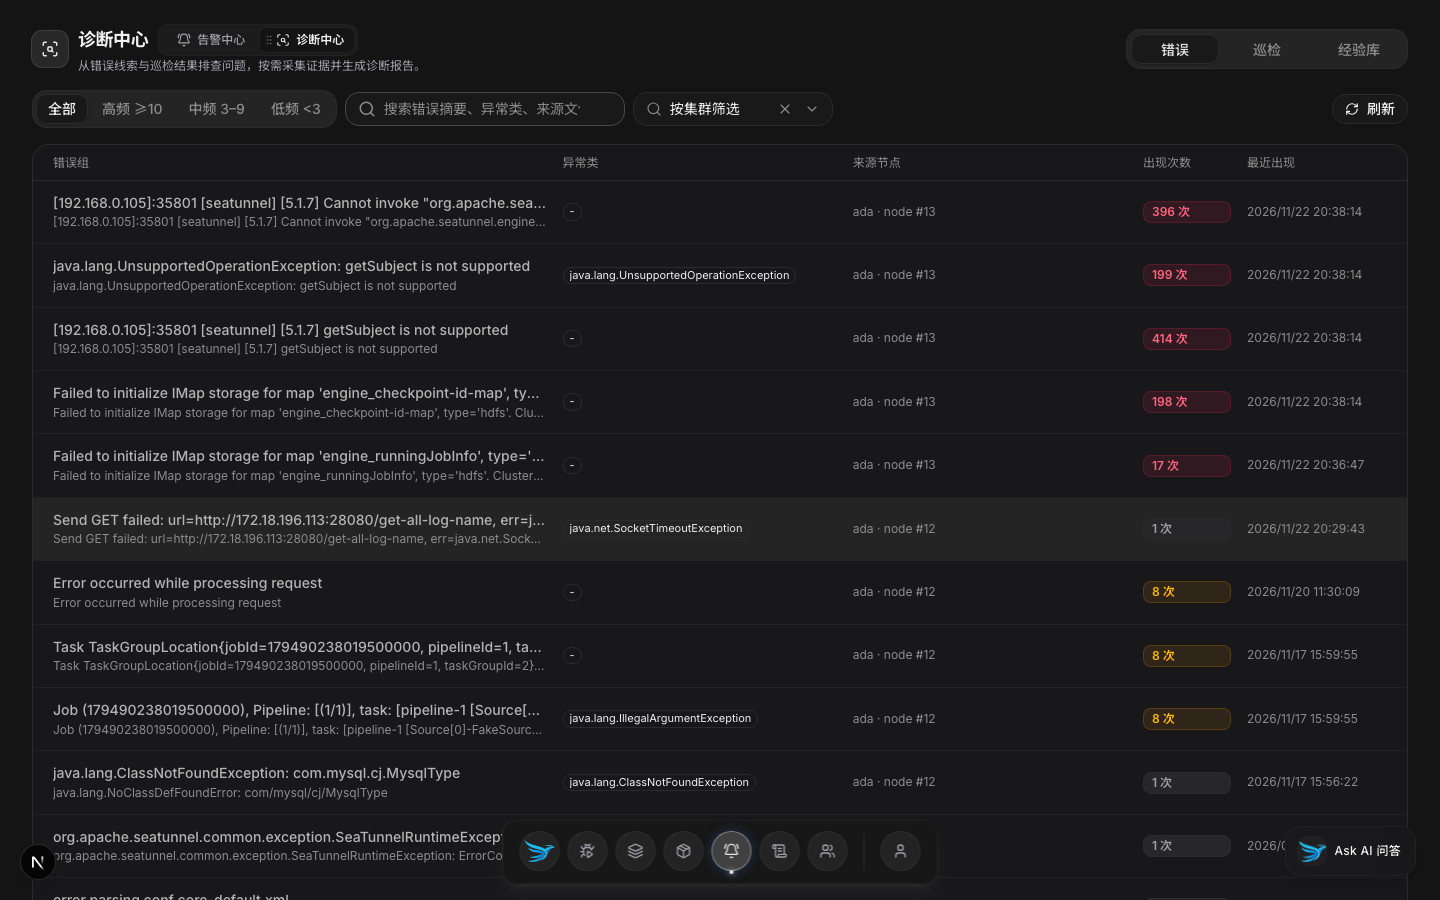 诊断中心
告警中心
诊断中心
从错误线索与巡检结果排查问题，按需采集证据并生成诊断报告。
错误
巡检
经验库
全部
高频 ≥10
中频 3–9
低频 <3
搜索错误摘要、异常类、来源文
按集群筛选
刷新
错误组
异常类
来源节点
出现次数
最近出现
[192.168.0.105]:35801 [seatunnel] [5.1.7] Cannot invoke "org.apache.sea...
[192.168.0.105]:35801 [seatunnel] [5.1.7] Cannot invoke "org.apache.seatunnel.engine...
-
ada · node #13
396 次
2026/11/22 20:38:14
java.lang.UnsupportedOperationException: getSubject is not supported
java.lang.UnsupportedOperationException: getSubject is not supported
java.lang.UnsupportedOperationException
ada · node #13
199 次
2026/11/22 20:38:14
[192.168.0.105]:35801 [seatunnel] [5.1.7] getSubject is not supported
[192.168.0.105]:35801 [seatunnel] [5.1.7] getSubject is not supported
-
ada · node #13
414 次
2026/11/22 20:38:14
Failed to initialize IMap storage for map 'engine_checkpoint-id-map', ty...
Failed to initialize IMap storage for map 'engine_checkpoint-id-map', type='hdfs'. Clu...
-
ada · node #13
198 次
2026/11/22 20:38:14
Failed to initialize IMap storage for map 'engine_runningJobInfo', type='...
Failed to initialize IMap storage for map 'engine_runningJobInfo', type='hdfs'. Cluster...
-
ada · node #13
17 次
2026/11/22 20:36:47
Send GET failed: url=http://172.18.196.113:28080/get-all-log-name, err=j...
Send GET failed: url=http://172.18.196.113:28080/get-all-log-name, err=java.net.Sock...
java.net.SocketTimeoutException
ada · node #12
1 次
2026/11/22 20:29:43
Error occurred while processing request
Error occurred while processing request
-
ada · node #12
8 次
2026/11/20 11:30:09
Task TaskGroupLocation{jobId=179490238019500000, pipelineId=1, ta...
Task TaskGroupLocation{jobId=179490238019500000, pipelineId=1, taskGroupId=2}...
-
ada · node #12
8 次
2026/11/17 15:59:55
Job (179490238019500000), Pipeline: [(1/1)], task: [pipeline-1 [Source[...
Job (179490238019500000), Pipeline: [(1/1)], task: [pipeline-1 [Source[0]-FakeSourc...
java.lang.IllegalArgumentException
ada · node #12
8 次
2026/11/17 15:59:55
java.lang.ClassNotFoundException: com.mysql.cj.MysqlType
java.lang.NoClassDefFoundError: com/mysql/cj/MysqlType
java.lang.ClassNotFoundException
ada · node #12
1 次
2026/11/17 15:56:22
org.apache.seatunnel.common.exception.SeaTunnelRuntimeExcept
org.apache.seatunnel.common.exception.SeaTunnelRuntimeException: ErrorCo
1 次
2026/
N
Ask AI 问答
error parsing conf core-default.xml